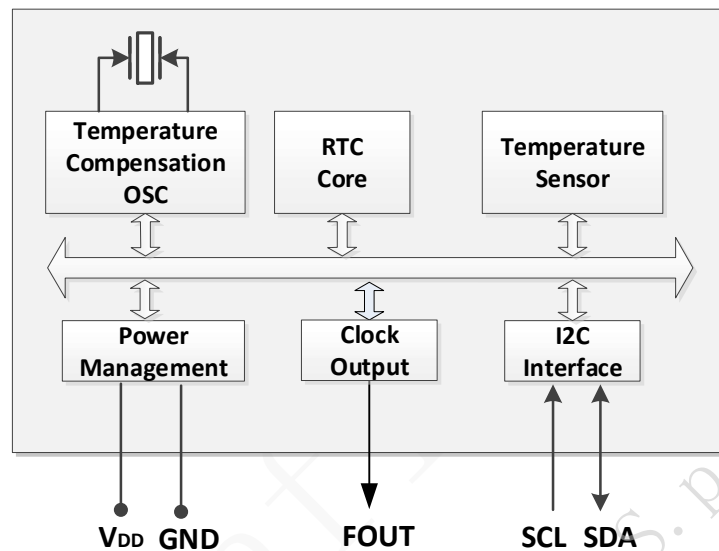 Temperature
Compensation
OSC
RTC
Core
Temperature
Sensor
Power
Management
Clock
Output
I2C
Interface
VDD GND
FOUT
SCL SDA